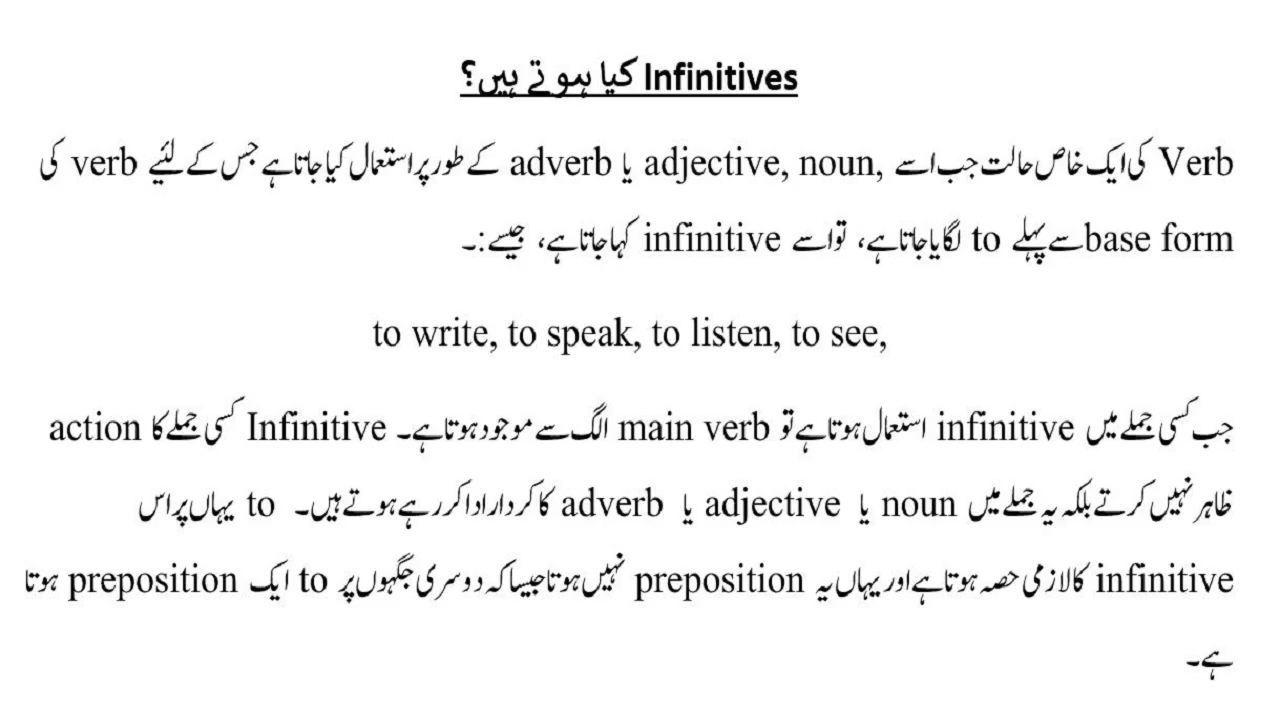 Infinitives کیا ہوتے ہیں؟
Verb کی ایک خاص حالت جب اسے adjective, noun, یا adverb کے طور پر استعمال کیا جاتا ہے جس کے لئیے verb کی
base form سے پہلے to لگایا جاتا ہے، تو اسے infinitive کہا جاتا ہے، جیسے:۔
to write, to speak, to listen, to see,
جب کسی جملے میں infinitive استعمال ہوتا ہے تو main verb الگ سے موجود ہوتا ہے۔ Infinitive کسی جملے کا action
ظاہر نہیں کرتے بلکہ یہ جملے میں noun یا adjective یا adverb کا کردار ادا کر رہے ہوتے ہیں۔ to یہاں پر اس
infinitive کا لازمی حصہ ہوتا ہے اور یہاں یہ preposition نہیں ہوتا جیسا کہ دوسری جگہوں پر to ایک preposition ہوتا
ہے۔